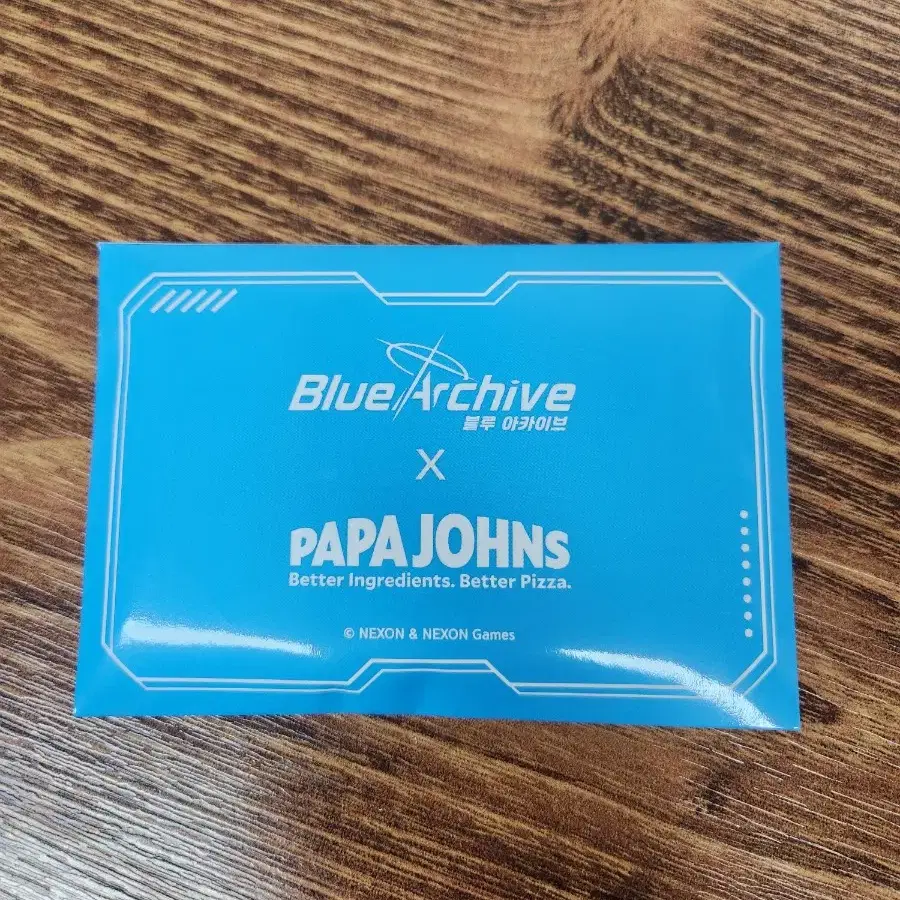 Blue Archive
블루 아카이브
X
PAPA JOHNS
Better Ingredients. Better Pizza.
© NEXON & NEXON Games